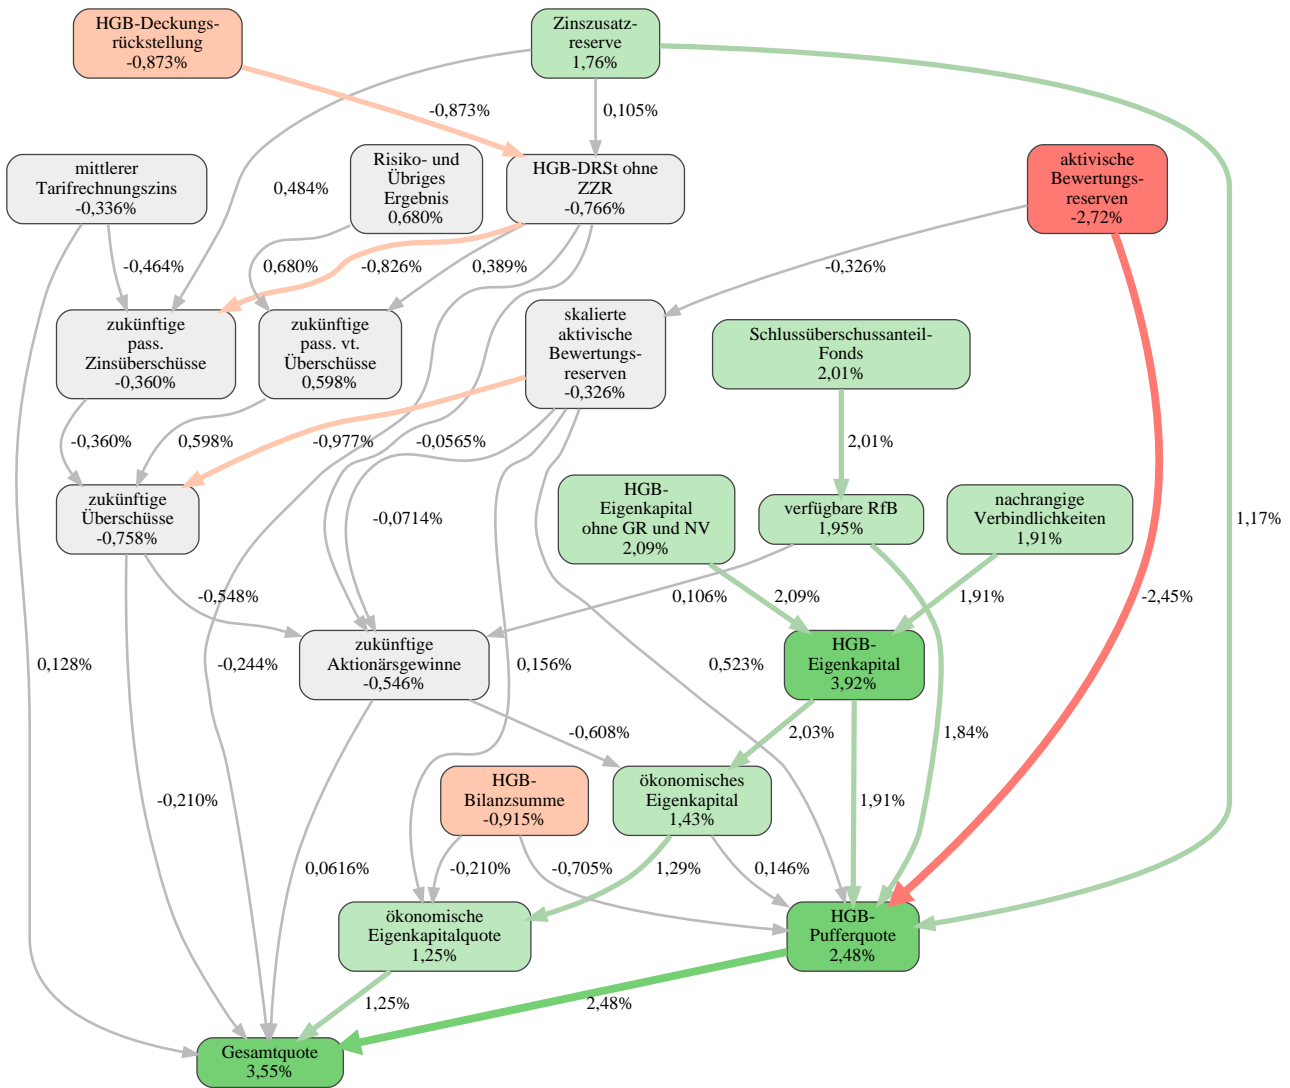 HGB-Deckungs-
rückstellung
-0,873%
Zinszusatz-
reserve
1,76%
-0,873%
0,105%
mittlerer
Tarifrechnungszins
-0,336%
0,484%
Risiko- und
Übriges
Ergebnis
0,680%
HGB-DRSt ohne
ZZR
-0,766%
aktivische
Bewertungs-
reserven
-2,72%
-0,464%
0,680%
-0,826%
0,389%
-0,326%
zukünftige
pass.
Zinsüberschüsse
-0,360%
zukünftige
pass. vt.
Überschüsse
0,598%
skalierte
aktivische
Bewertungs-
reserven
-0,326%
Schlussüberschussanteil-
Fonds
2,01%
-0,360%
0,598%
-0,977%
-0,0565%
2,01%
zukünftige
Überschüsse
-0,758%
-0,0714%
HGB-
Eigenkapital
ohne GR und NV
2,09%
verfügbare RfB
1,95%
nachrangige
Verbindlichkeiten
1,91%
1,17%
-0,548%
0,106%
2,09%
1,91%
-2,45%
0,128%
-0,244%
zukünftige
Aktionärsgewinne
-0,546%
0,156%
0,523%
HGB-
Eigenkapital
3,92%
-0,608%
2,03%
1,84%
-0,210%
HGB-
Bilanzsumme
-0,915%
ökonomisches
Eigenkapital
1,43%
1,91%
0,0616%
-0,210%
-0,705%
1,29%
0,146%
ökonomische
Eigenkapitalquote
1,25%
HGB-
Pufferquote
2,48%
1,25%
2,48%
Gesamtquote
3,55%